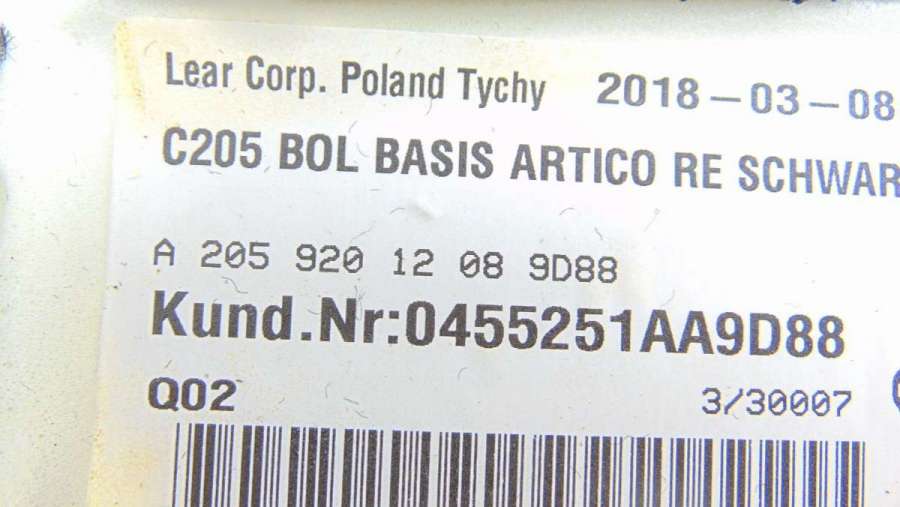 Lear Corp. Poland Tychy 2018-03-08
C205 BOL BASIS ARTICO RE SCHWAR
A 205 920 12 08 9D88
Kund.Nr:0455251AA9D88
Q02 3/30007